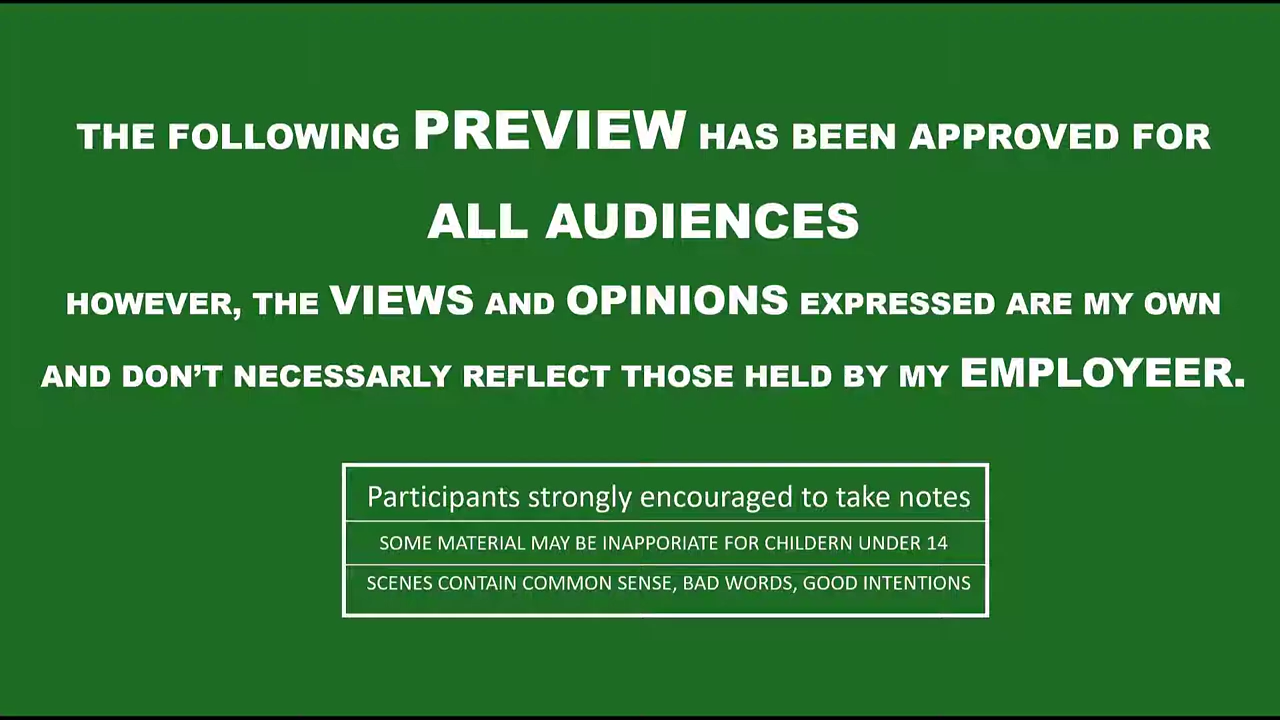 THE FOLLOWING PREVIEW HAS BEEN APPROVED FOR
ALL AUDIENCES
HOWEVER, THE VIEWS AND OPINIONS EXPRESSED ARE MY OWN
AND DON'T NECESSARLY REFLECT THOSE HELD BY MY EMPLOYEER.
Participants strongly encouraged to take notes
SOME MATERIAL MAY BE INAPPORIATE FOR CHILDERN UNDER 14
SCENES CONTAIN COMMON SENSE, BAD WORDS, GOOD INTENTIONS